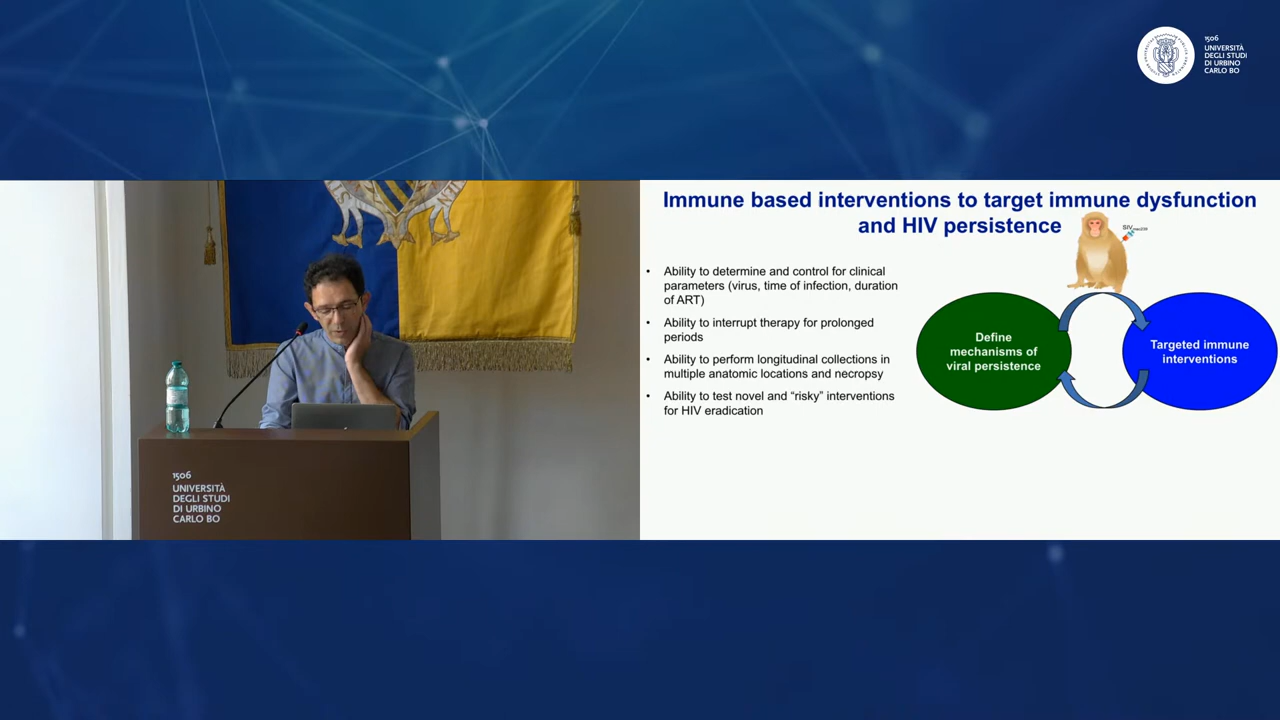 1506
UNIVERSITÀ
DEGLI STUDI
DI URBINO
CARLO BO
1506
UNIVERSITÀ
DEGLI STUDI
DI URBINO
CARLO BO
Immune based interventions to target immune dysfunction
and HIV persistence
SIVmac239
• Ability to determine and control for clinical
parameters (virus, time of infection, duration
of ART)
• Ability to interrupt therapy for prolonged
periods
• Ability to perform longitudinal collections in
multiple anatomic locations and necropsy
• Ability to test novel and “risky” interventions
for HIV eradication
Define
mechanisms of
viral persistence
Targeted immune
interventions